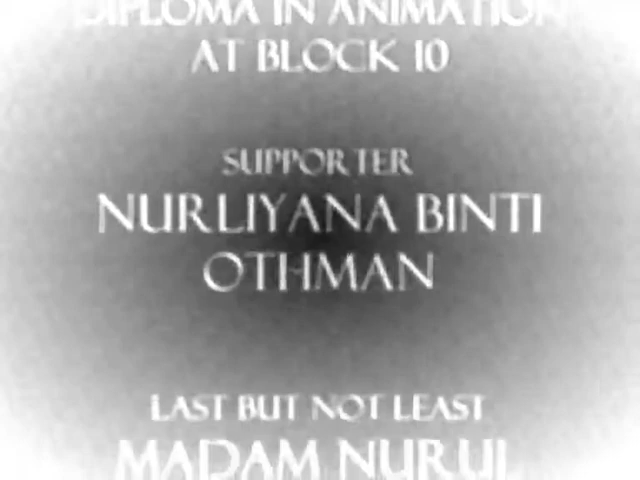 DIPLOMA IN ANIMATION
AT BLOCK 10
SUPPORTER
NURLIYANA BINTI
OTHMAN
LAST BUT NOT LEAST
MADAM NURUL